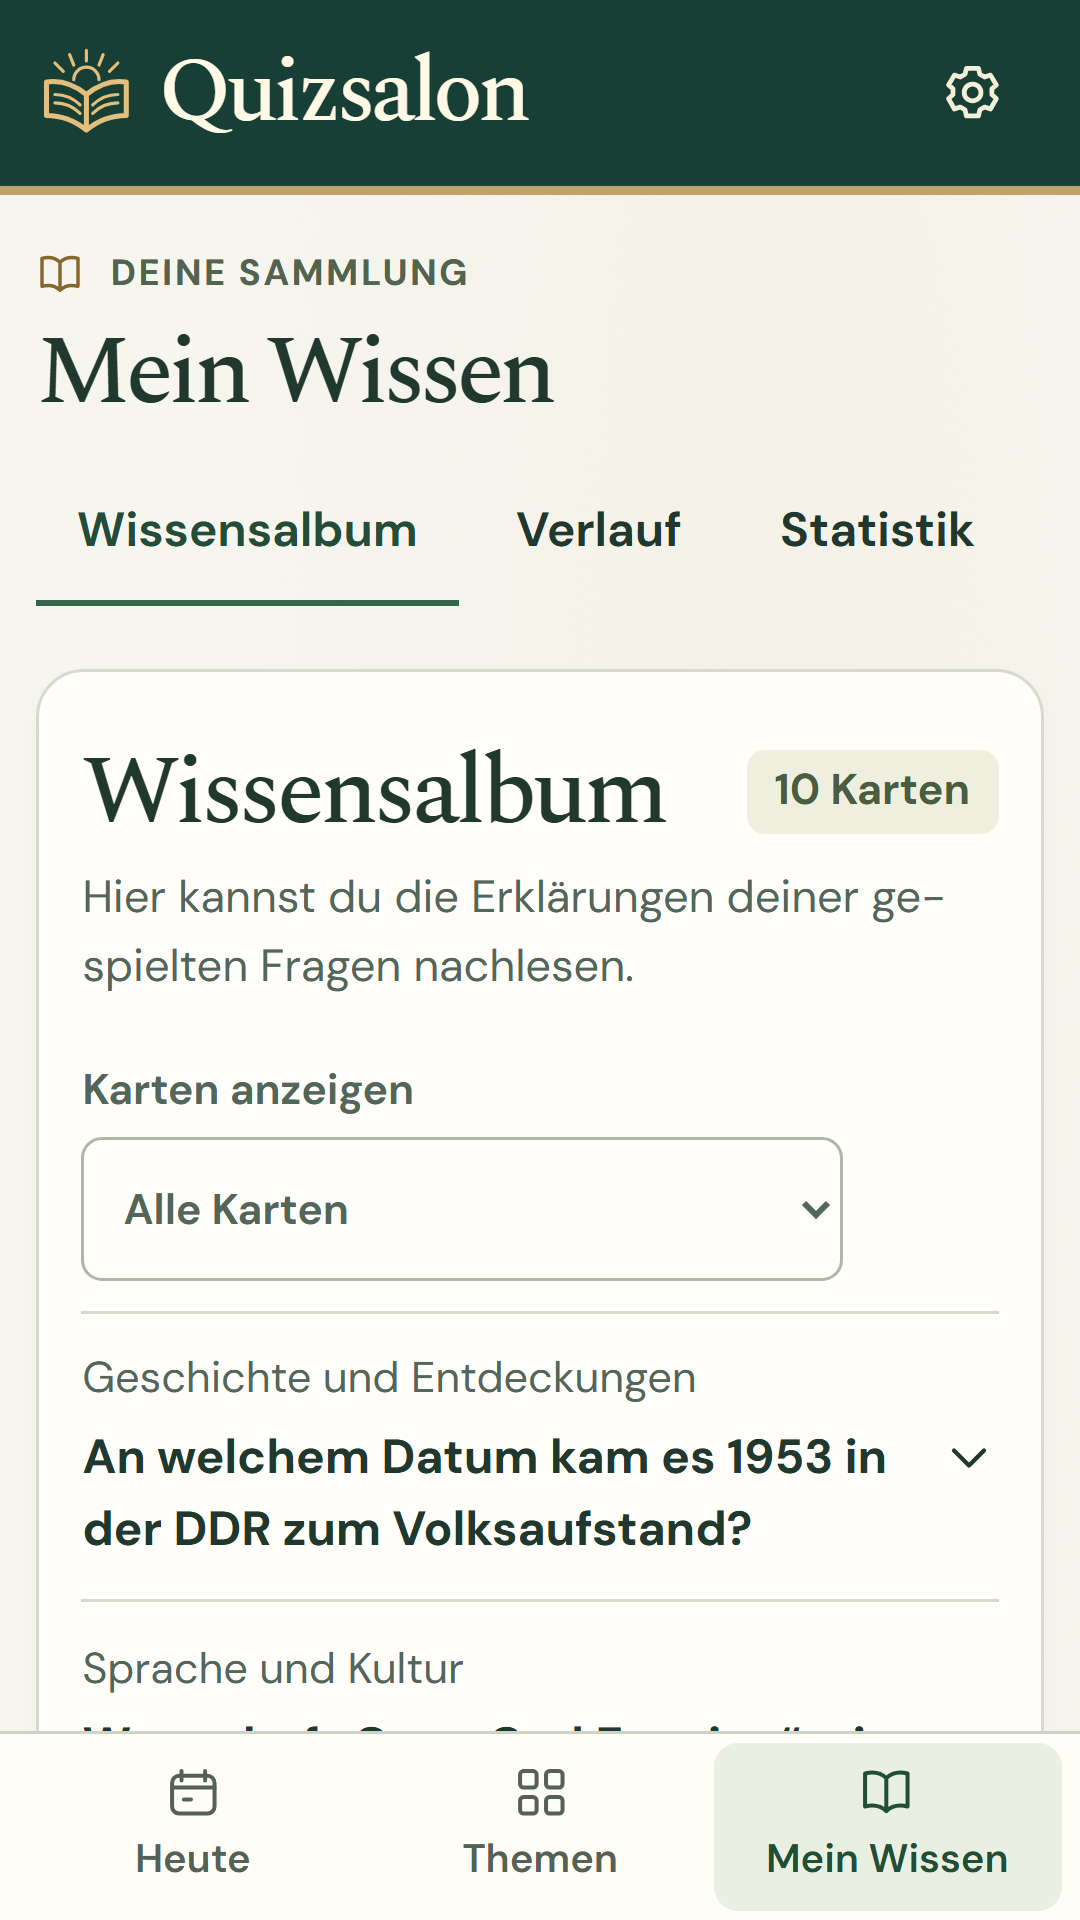 Quizsalon
DEINE SAMMLUNG
Mein Wissen
Wissensalbum
Verlauf
Statistik
Wissensalbum
10 Karten
Hier kannst du die Erklärungen deiner ge-
spielten Fragen nachlesen.
Karten anzeigen
Alle Karten
Geschichte und Entdeckungen
An welchem Datum kam es 1953 in
der DDR zum Volksaufstand?
Sprache und Kultur
Heute
Themen
Mein Wissen